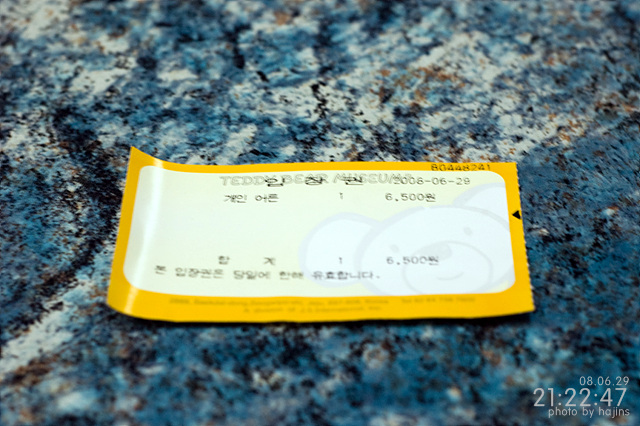 80448241
TEDDY BEAR MUSEUM
입 장 권 2008-06-29
개인 어른 1 6,500원
합 계 1 6,500원
본 입장권은 당일에 한해 유효합니다.
08.06.29
21:22:47
photo by hajins